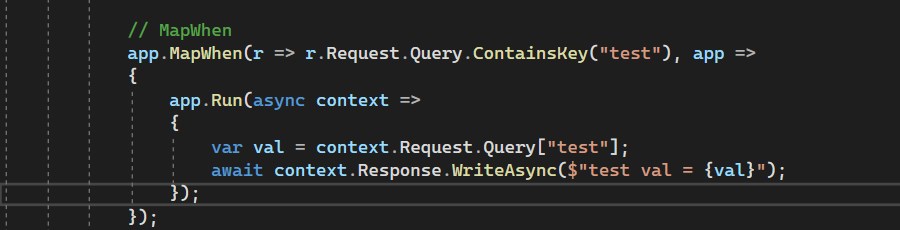 // MapWhen
app.MapWhen(r => r.Request.Query.ContainsKey("test"), app =>
{
app.Run(async context =>
{
var val = context.Request.Query["test"];
await context.Response.WriteAsync($"test val = {val}");
});
});